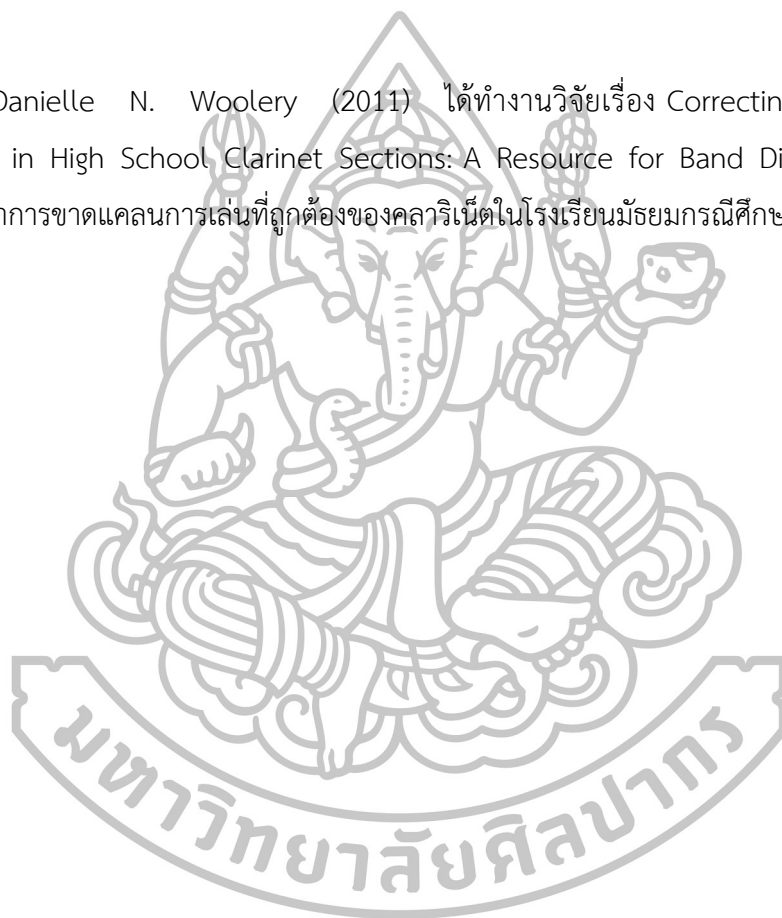 Danielle N. Woolery (2011) ได้ทำงานวิจัยเรื่อง Correctin
in High School Clarinet Sections: A Resource for Band Di
าการขาดแคลนการเล่นที่ถูกต้องของคลาริเน็ตในโรงเรียนมัธยมกรณีศึกษ
มหาวิทยาลัยศิลปากร